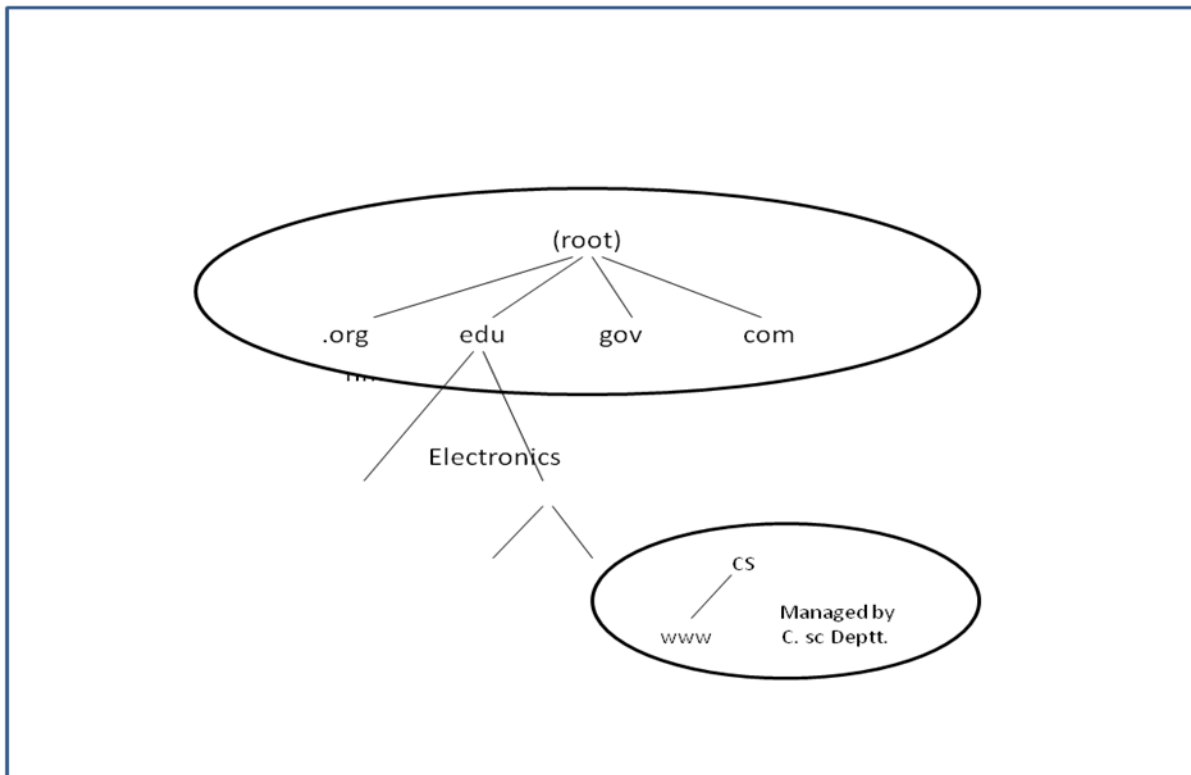 (root)
.org edu gov com
Electronics
cs
www
Managed by
C. sc Deptt.